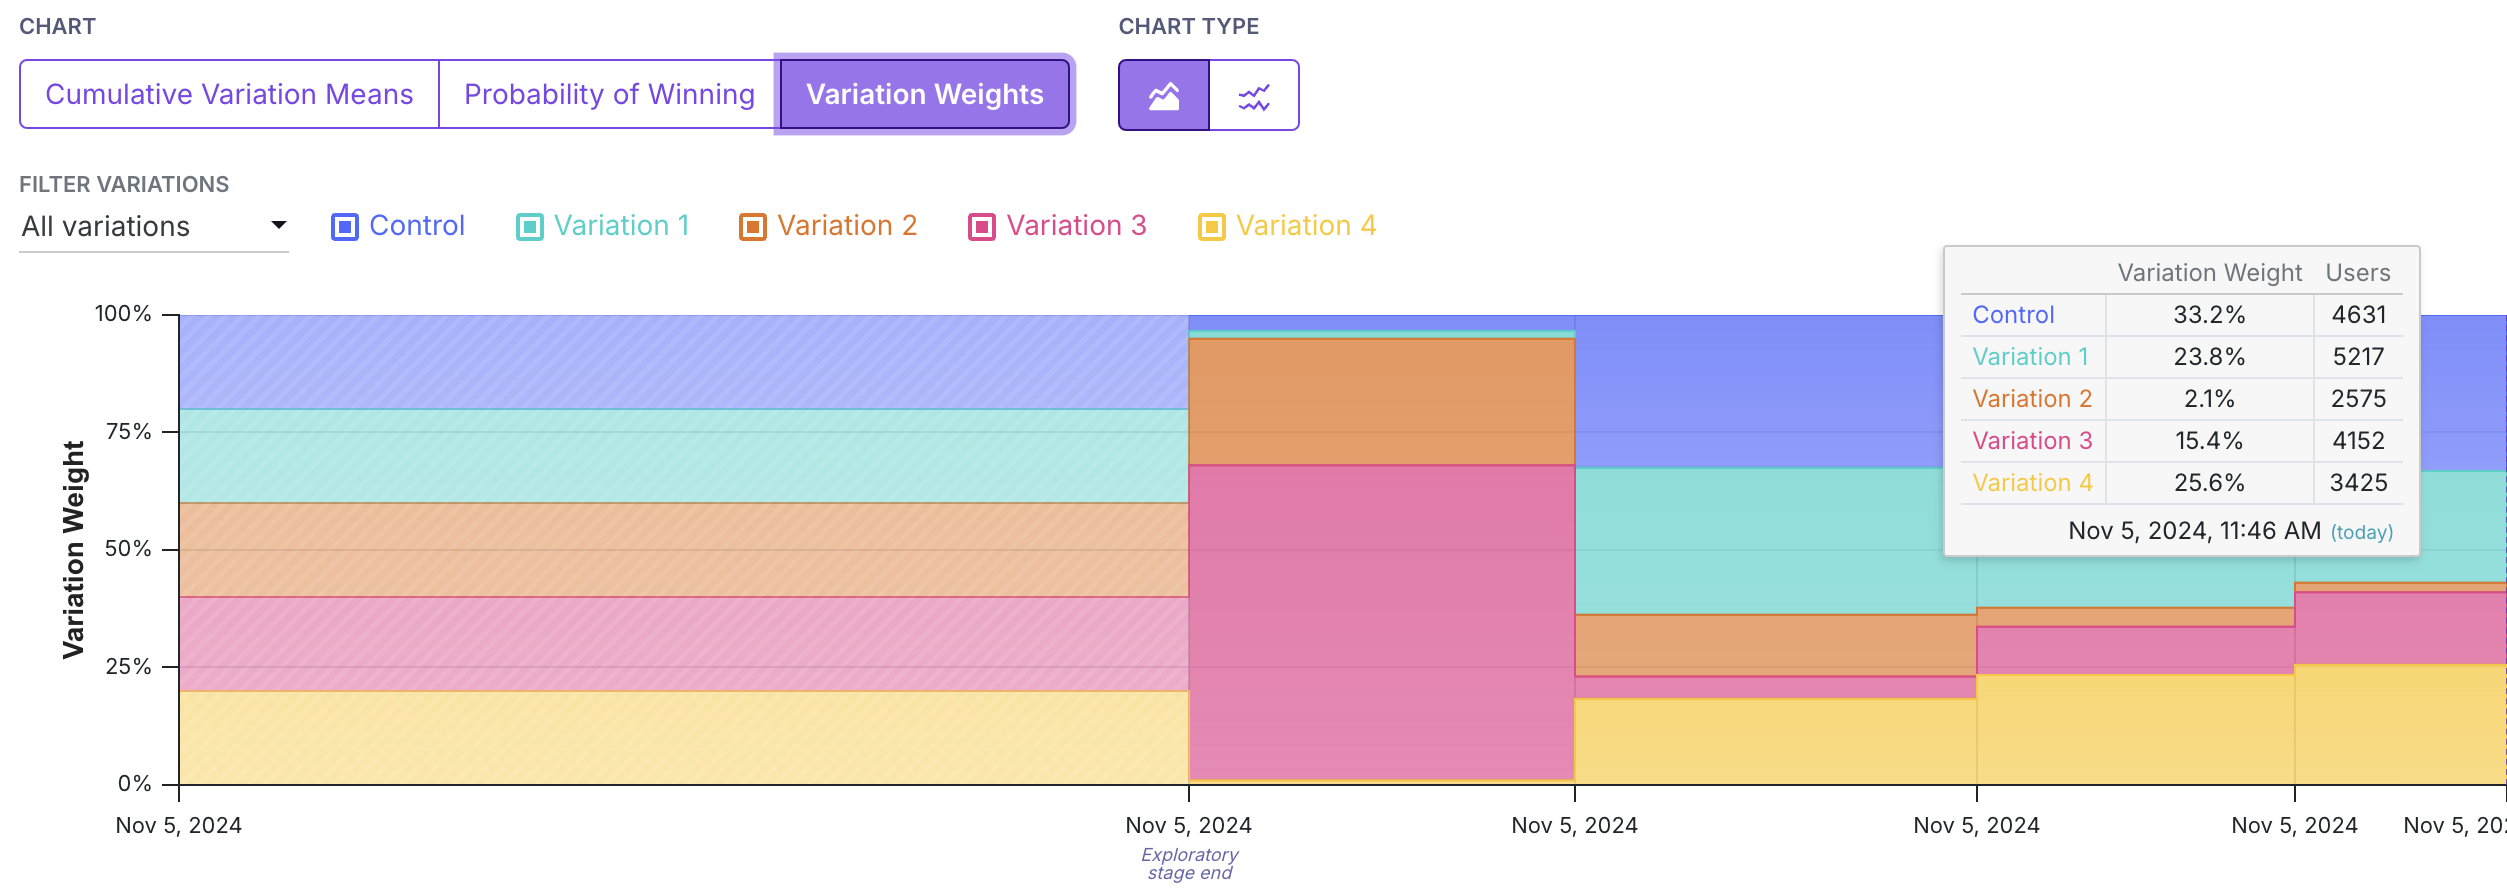 CHART
CHART TYPE
Cumulative Variation Means
Probability of Winning
Variation Weights
FILTER VARIATIONS
All variations
Control
Variation 1
Variation 2
Variation 3
Variation 4
Variation Weight Users
Control 33.2% 4631
Variation 1 23.8% 5217
Variation 2 2.1% 2575
Variation 3 15.4% 4152
Variation 4 25.6% 3425
Nov 5, 2024, 11:46 AM (today)
Variation Weight
100%
75%
50%
25%
0%
Nov 5, 2024
Nov 5, 2024
Exploratory
stage end
Nov 5, 2024
Nov 5, 2024
Nov 5, 2024
Nov 5, 202